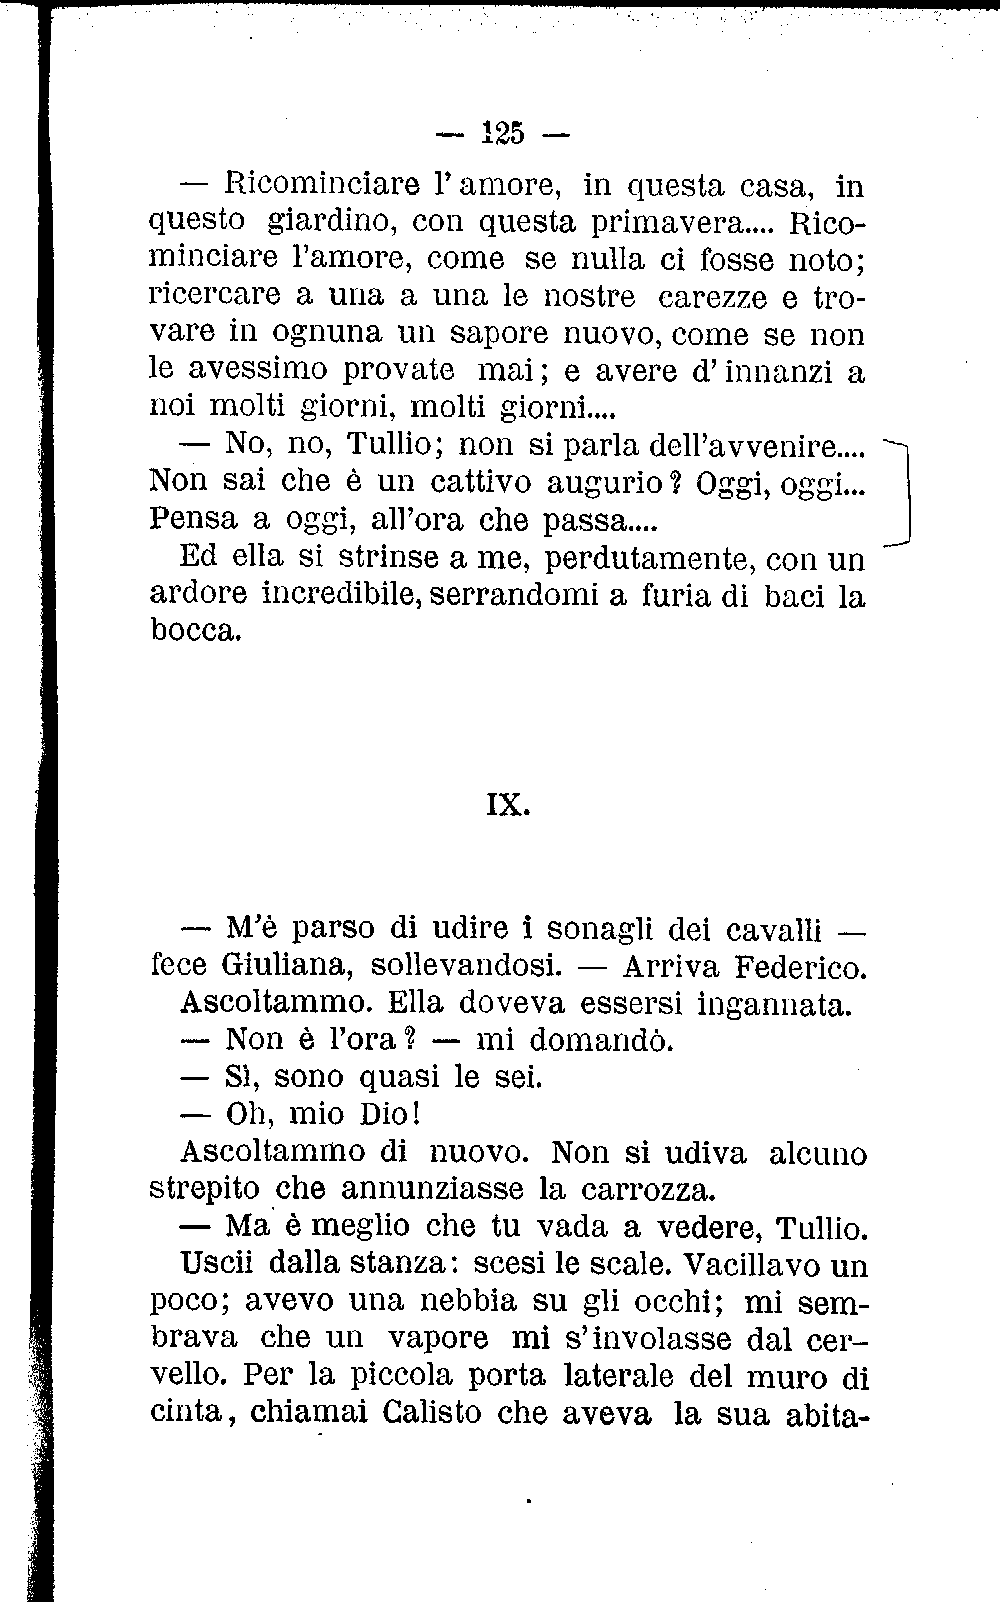 — 125 —
— Ricominciare l'amore, in questa casa, in
questo giardino, con questa primavera.... Rico-
minciare l'amore, come se nulla ci fosse noto;
ricercare a una a una le nostre carezze e tro-
vare in ognuna un sapore nuovo, come se non
le avessimo provate mai; e avere d'innanzi a
noi molti giorni, molti giorni....
— No, no, Tullio; non si parla dell'avvenire....
Non sai che è un cattivo augurio? Oggi, oggi...
Pensa a oggi, all'ora che passa....
Ed ella si strinse a me, perdutamente, con un
ardore incredibile, serrandomi a furia di baci la
bocca.
IX.
— M'è parso di udire i sonagli dei cavalli —
fece Giuliana, sollevandosi. — Arriva Federico.
Ascoltammo. Ella doveva essersi ingannata.
— Non è l'ora? — mi domandò.
— Sì, sono quasi le sei.
— Oh, mio Dio!
Ascoltammo di nuovo. Non si udiva alcuno
strepito che annunziasse la carrozza.
— Ma è meglio che tu vada a vedere, Tullio.
Uscii dalla stanza: scesi le scale. Vacillavo un
poco; avevo una nebbia su gli occhi; mi sem-
brava che un vapore mi s'involasse dal cer-
vello. Per la piccola porta laterale del muro di
cinta, chiamai Calisto che aveva la sua abita-